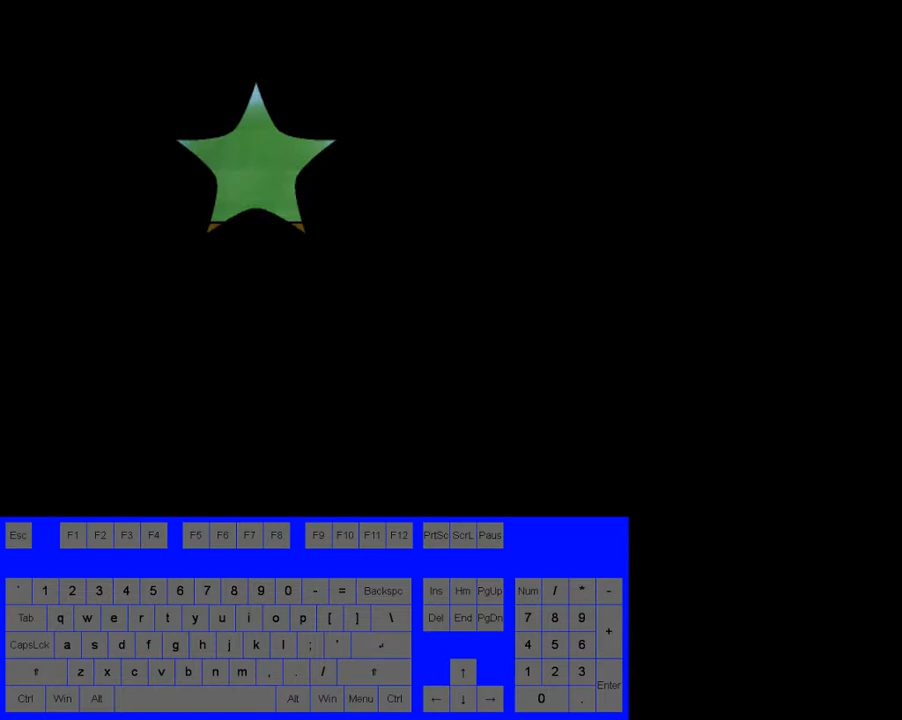 Esc F1 F2 F3 F4 F5 F6 F7 F8 F9 F10 F11 F12 PrtSc ScrL Paus
` 1 2 3 4 5 6 7 8 9 0 - = Backspc Ins Hm PgUp Num / * -
Tab q w e r t y u i o p [ ] \ Del End PgDn 7 8 9 +
CapsLck a s d f g h j k l ; ' ↵ 4 5 6
⇧ z x c v b n m , . / ⇧ ↑ 1 2 3 Enter
Ctrl Win Alt Alt Win Menu Ctrl ← ↓ → 0 .